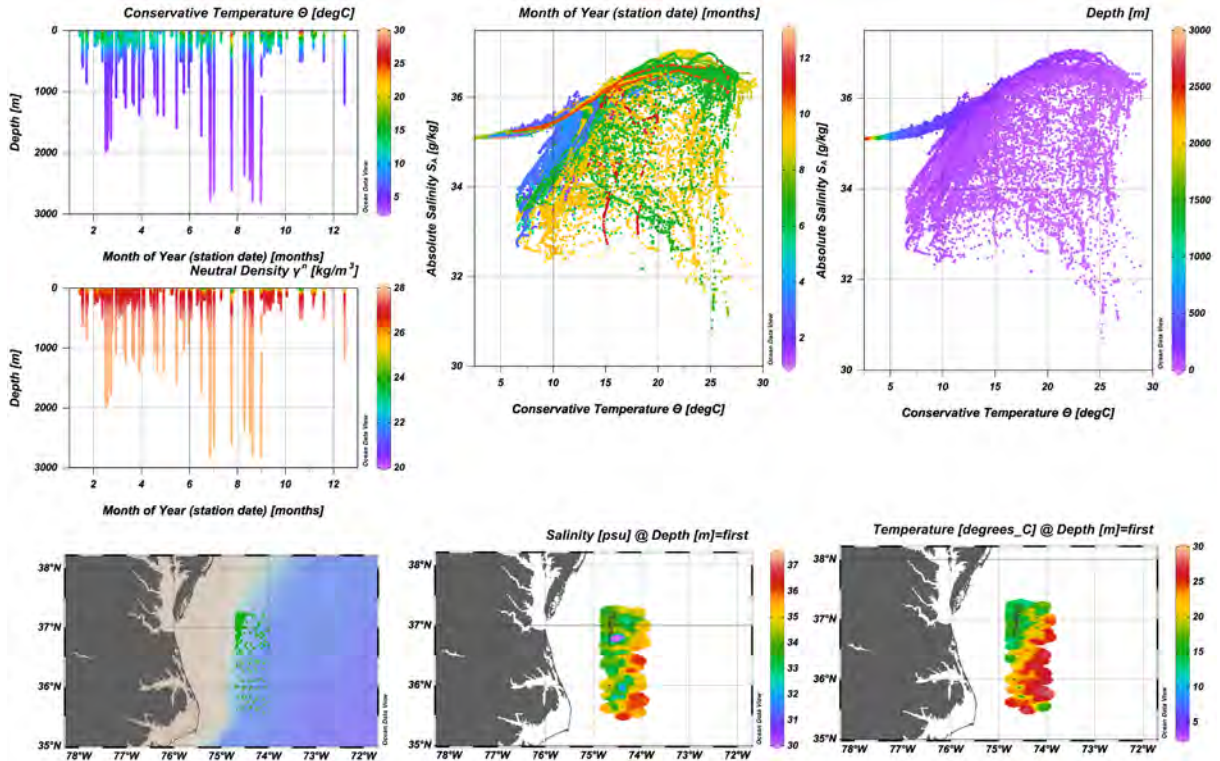 Conservative Temperature Θ [degC]
Month of Year (station date) [months]
Depth [m]
0
1000
2000
3000
Depth [m]
2 4 6 8 10 12
Month of Year (station date) [months]
30
25
20
15
10
5
Ocean Data View
Neutral Density γⁿ [kg/m³]
0
1000
2000
3000
Depth [m]
2 4 6 8 10 12
Month of Year (station date) [months]
28
26
24
22
20
Ocean Data View
36
34
32
30
Absolute Salinity S_A [g/kg]
5 10 15 20 25 30
Conservative Temperature Θ [degC]
12
10
8
6
4
2
Ocean Data View
36
34
32
30
Absolute Salinity S_A [g/kg]
5 10 15 20 25 30
Conservative Temperature Θ [degC]
3000
2500
2000
1500
1000
500
0
Ocean Data View
38°N
37°N
36°N
35°N
78°W 77°W 76°W 75°W 74°W 73°W 72°W
Ocean Data View
Salinity [psu] @ Depth [m]=first
38°N
37°N
36°N
35°N
78°W 77°W 76°W 75°W 74°W 73°W 72°W
37
36
35
34
33
32
31
30
Ocean Data View
Temperature [degrees_C] @ Depth [m]=first
38°N
37°N
36°N
35°N
78°W 77°W 76°W 75°W 74°W 73°W 72°W
30
25
20
15
10
5
Ocean Data View